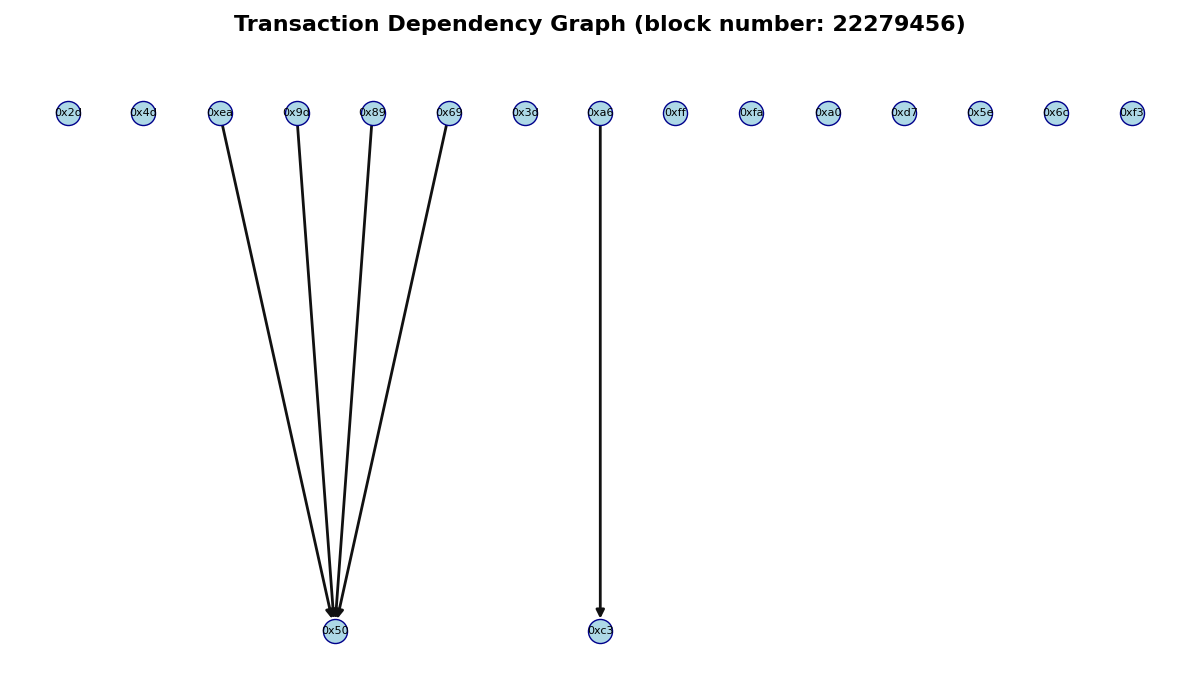 Transaction Dependency Graph (block number: 22279456)
0x2d 0x4d 0xea 0x9d 0x89 0x69 0x3d 0xa6 0xff 0xfa 0xa0 0xd7 0x5e 0x6c 0xf3
0x50 0xc3